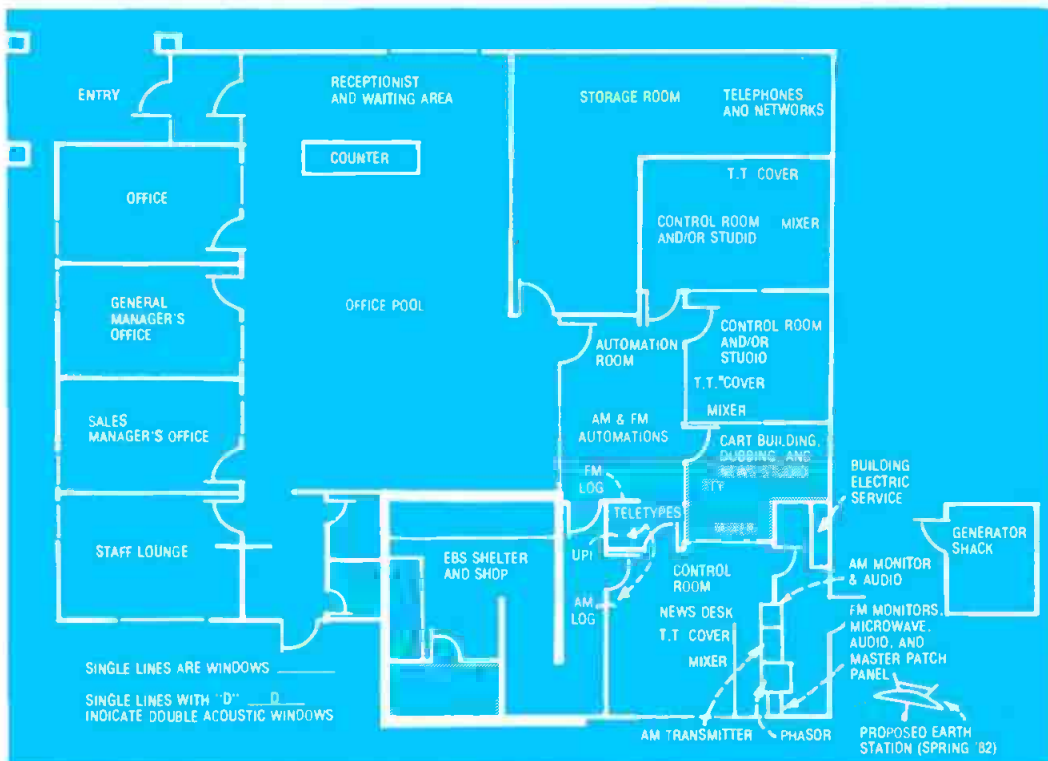 ENTRY
RECEPTIONIST
AND WAITING AREA
STORAGE ROOM
TELEPHONES
AND NETWORKS
COUNTER
T.T. COVER
OFFICE
CONTROL ROOM
AND/OR STUDIO
MIXER
GENERAL
MANAGER'S
OFFICE
OFFICE POOL
AUTOMATION
ROOM
CONTROL ROOM
AND/OR
STUDIO
T.T. COVER
MIXER
SALES
MANAGER'S OFFICE
AM & FM
AUTOMATIONS
CART BUILDING,
DUBBING, AND
NEWS STUDIO
FM
LOG
BUILDING
ELECTRIC
SERVICE
TELETYPES
MIXER
STAFF LOUNGE
EBS SHELTER
AND SHOP
UPI
CONTROL
ROOM
GENERATOR
SHACK
AM MONITOR
& AUDIO
AM
LOG
NEWS DESK
T.T. COVER
MIXER
FM MONITORS,
MICROWAVE,
AUDIO, AND
MASTER PATCH
PANEL
SINGLE LINES ARE WINDOWS
SINGLE LINES WITH "D" D
INDICATE DOUBLE ACOUSTIC WINDOWS
AM TRANSMITTER
PHASOR
PROPOSED EARTH
STATION (SPRING '82)